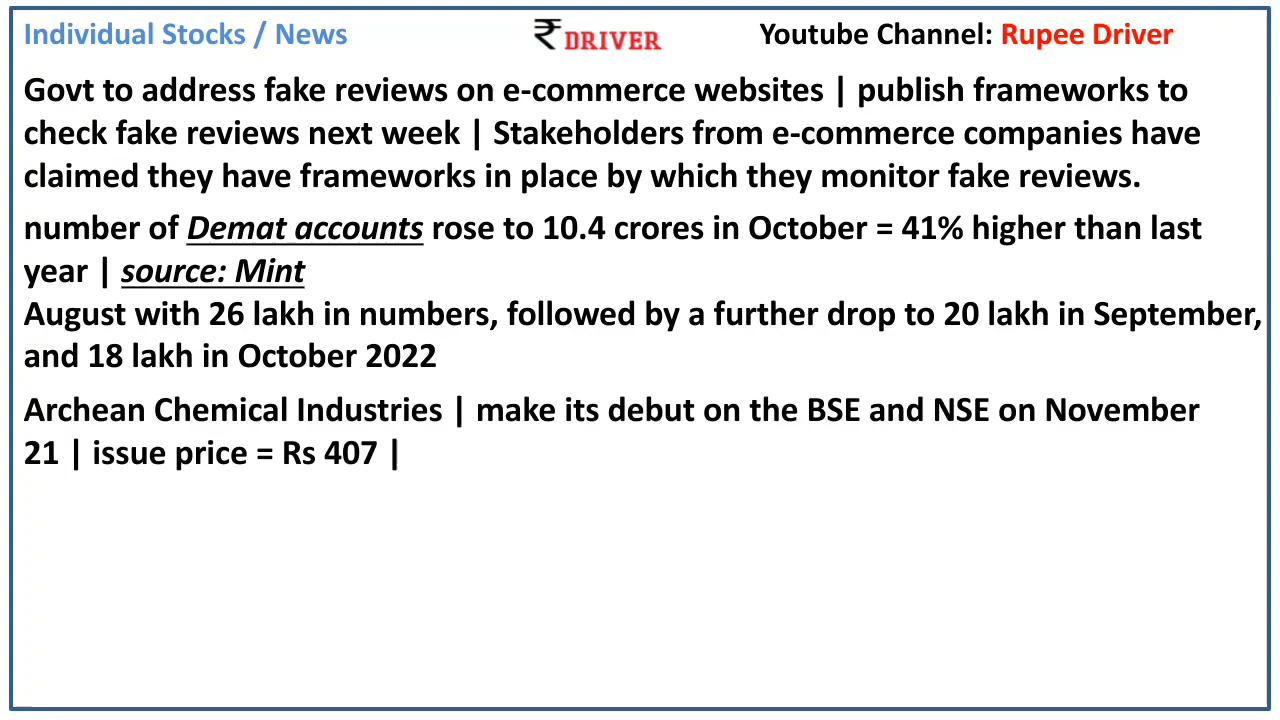 Individual Stocks / News
₹ DRIVER
Youtube Channel: Rupee Driver
Govt to address fake reviews on e-commerce websites | publish frameworks to
check fake reviews next week | Stakeholders from e-commerce companies have
claimed they have frameworks in place by which they monitor fake reviews.
number of Demat accounts rose to 10.4 crores in October = 41% higher than last
year | source: Mint
August with 26 lakh in numbers, followed by a further drop to 20 lakh in September,
and 18 lakh in October 2022
Archean Chemical Industries | make its debut on the BSE and NSE on November
21 | issue price = Rs 407 |